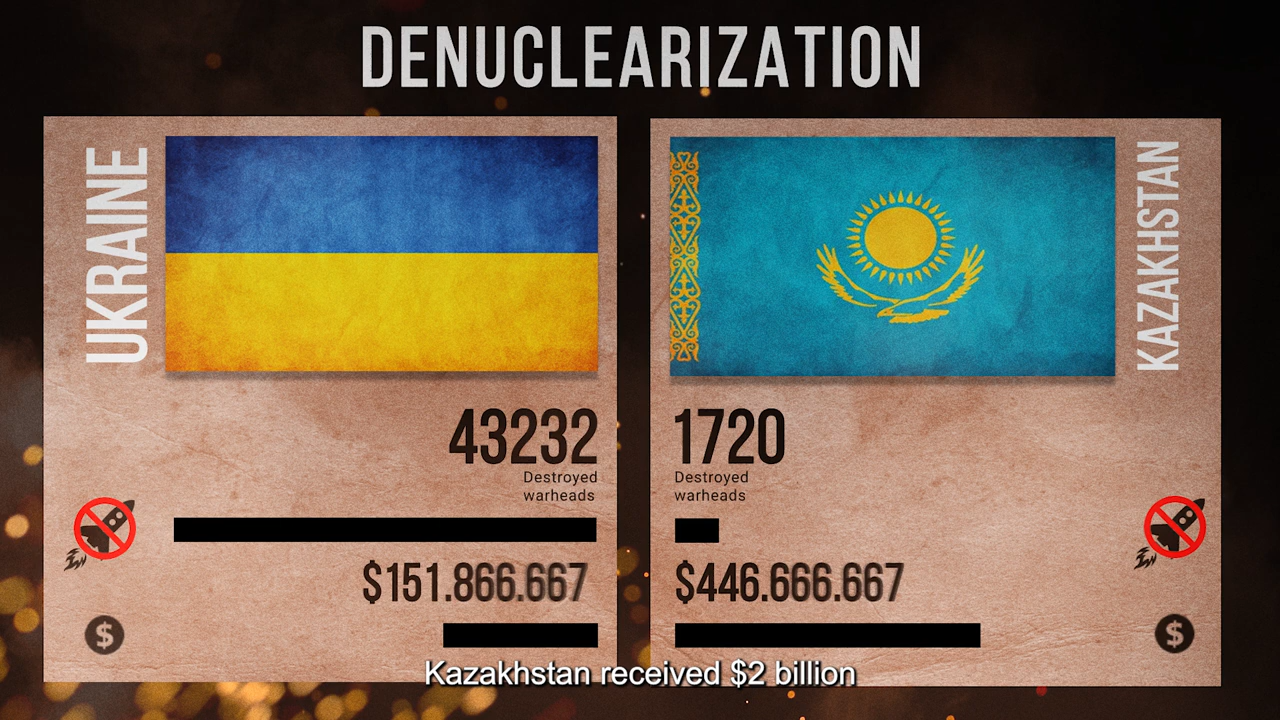 DENUCLEARIZATION
UKRAINE
43232
Destroyed
warheads
$151.866.667
$
KAZAKHSTAN
1720
Destroyed
warheads
$446.666.667
$
Kazakhstan received $2 billion